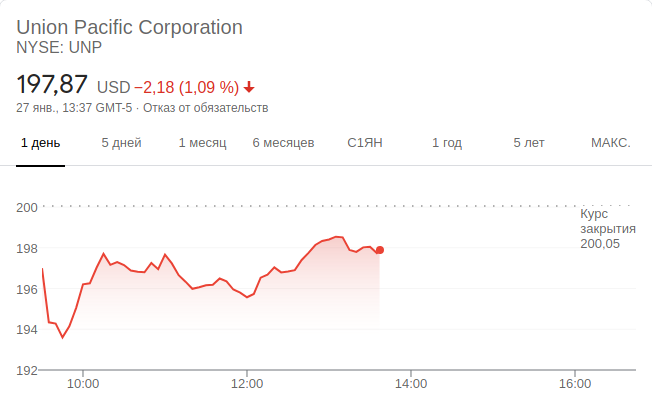 Union Pacific Corporation
NYSE: UNP
197,87 USD −2,18 (1,09 %)
27 янв., 13:37 GMT-5 · Отказ от обязательств
1 день 5 дней 1 месяц 6 месяцев С1ЯН 1 год 5 лет МАКС.
200
198
196
194
192
Курс
закрытия
200,05
10:00 12:00 14:00 16:00